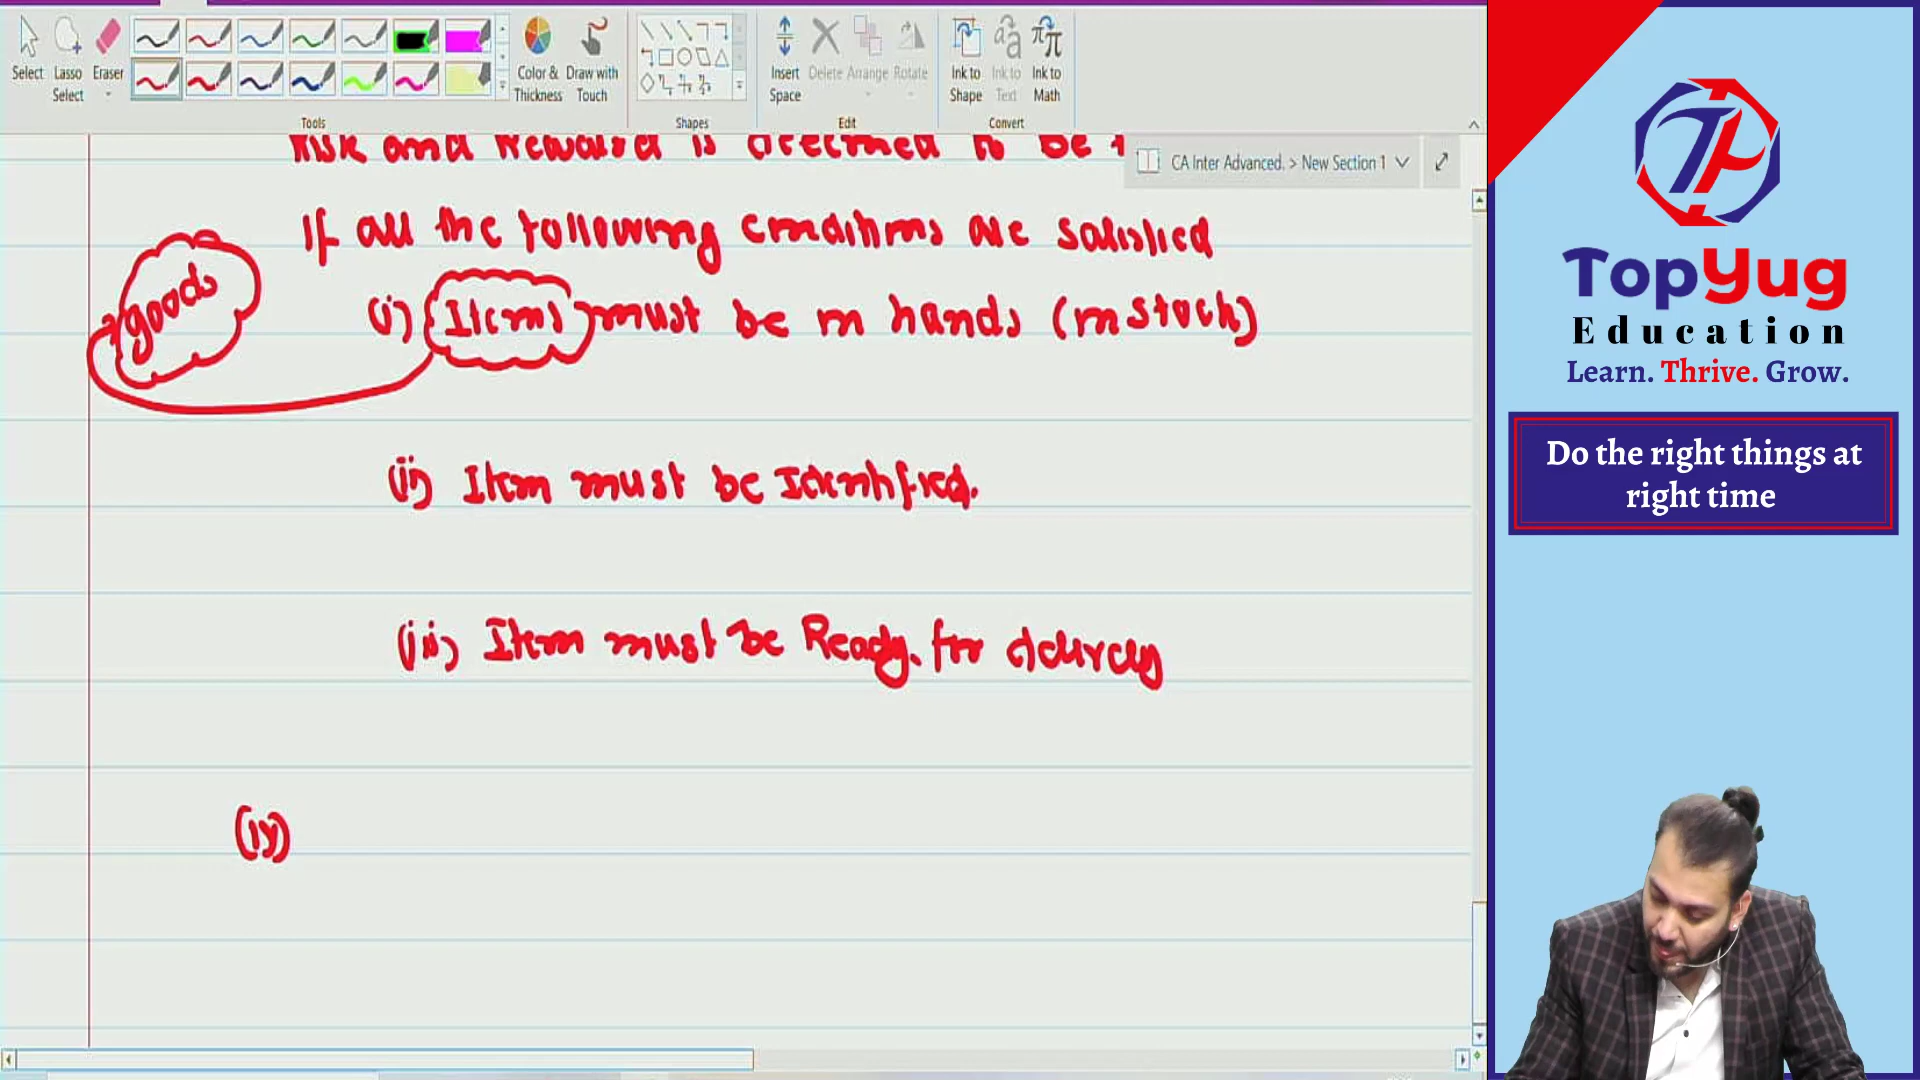 Select
Lasso Select
Eraser
Color & Thickness
Draw with Touch
Insert Space
Delete
Arrange
Rotate
Ink to Shape
Ink to Text
Ink to Math
Tools
Shapes
Edit
Convert
CA Inter Advanced. > New Section 1
Risk and Reward is deemed to be
If all the following conditions are satisfied
goods
(i) Items must be in hands (in stock)
(ii) Item must be Identified.
(iii) Item must be Ready for delivery
(iv)
TopYug
Education
Learn. Thrive. Grow.
Do the right things at
right time